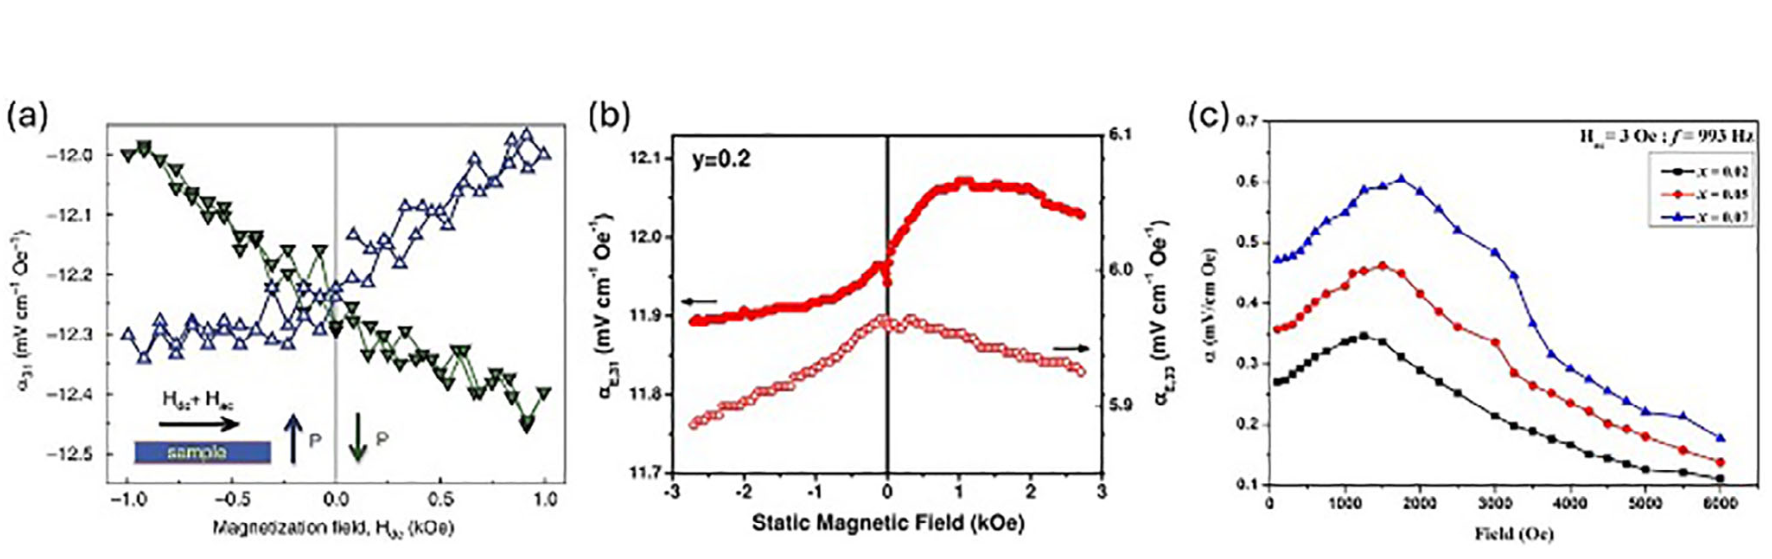 (a)
−12.0
−12.1
−12.2
−12.3
−12.4
−12.5
α31 (mV cm−1 Oe−1)
Hdc+ Hac
sample
P
P
−1.0 −0.5 0.0 0.5 1.0
Magnetization field, Hdc (kOe)
(b)
y=0.2
12.1
12.0
11.9
11.8
11.7
αE,31 (mV cm-1 Oe-1)
6.1
6.0
5.9
αE,33 (mV cm-1 Oe-1)
-3 -2 -1 0 1 2 3
Static Magnetic Field (kOe)
(c)
Hac= 3 Oe ; f = 993 Hz
x = 0.02
x = 0.05
x = 0.07
0.7
0.6
0.5
0.4
0.3
0.2
0.1
α (mV/cm Oe)
0 1000 2000 3000 4000 5000 6000
Field (Oe)